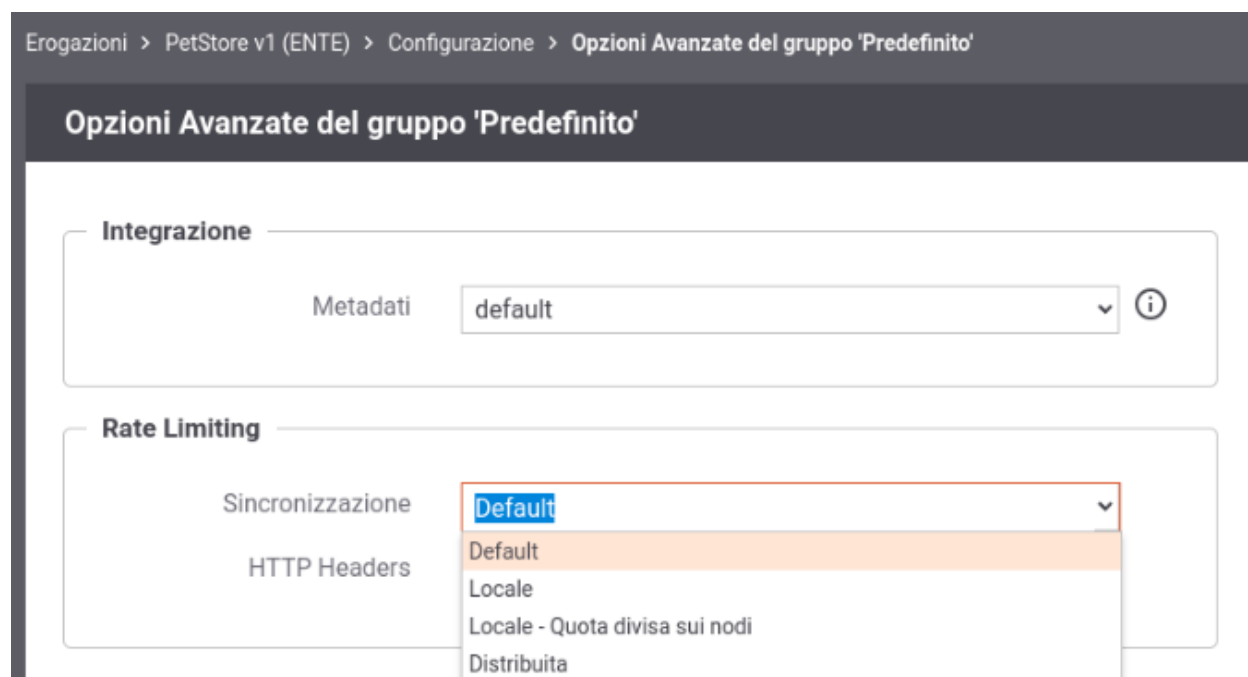 Erogazioni > PetStore v1 (ENTE) > Configurazione > Opzioni Avanzate del gruppo 'Predefinito'
Opzioni Avanzate del gruppo 'Predefinito'
Integrazione
Metadati default
Rate Limiting
Sincronizzazione Default
Default
HTTP Headers
Locale
Locale - Quota divisa sui nodi
Distribuita